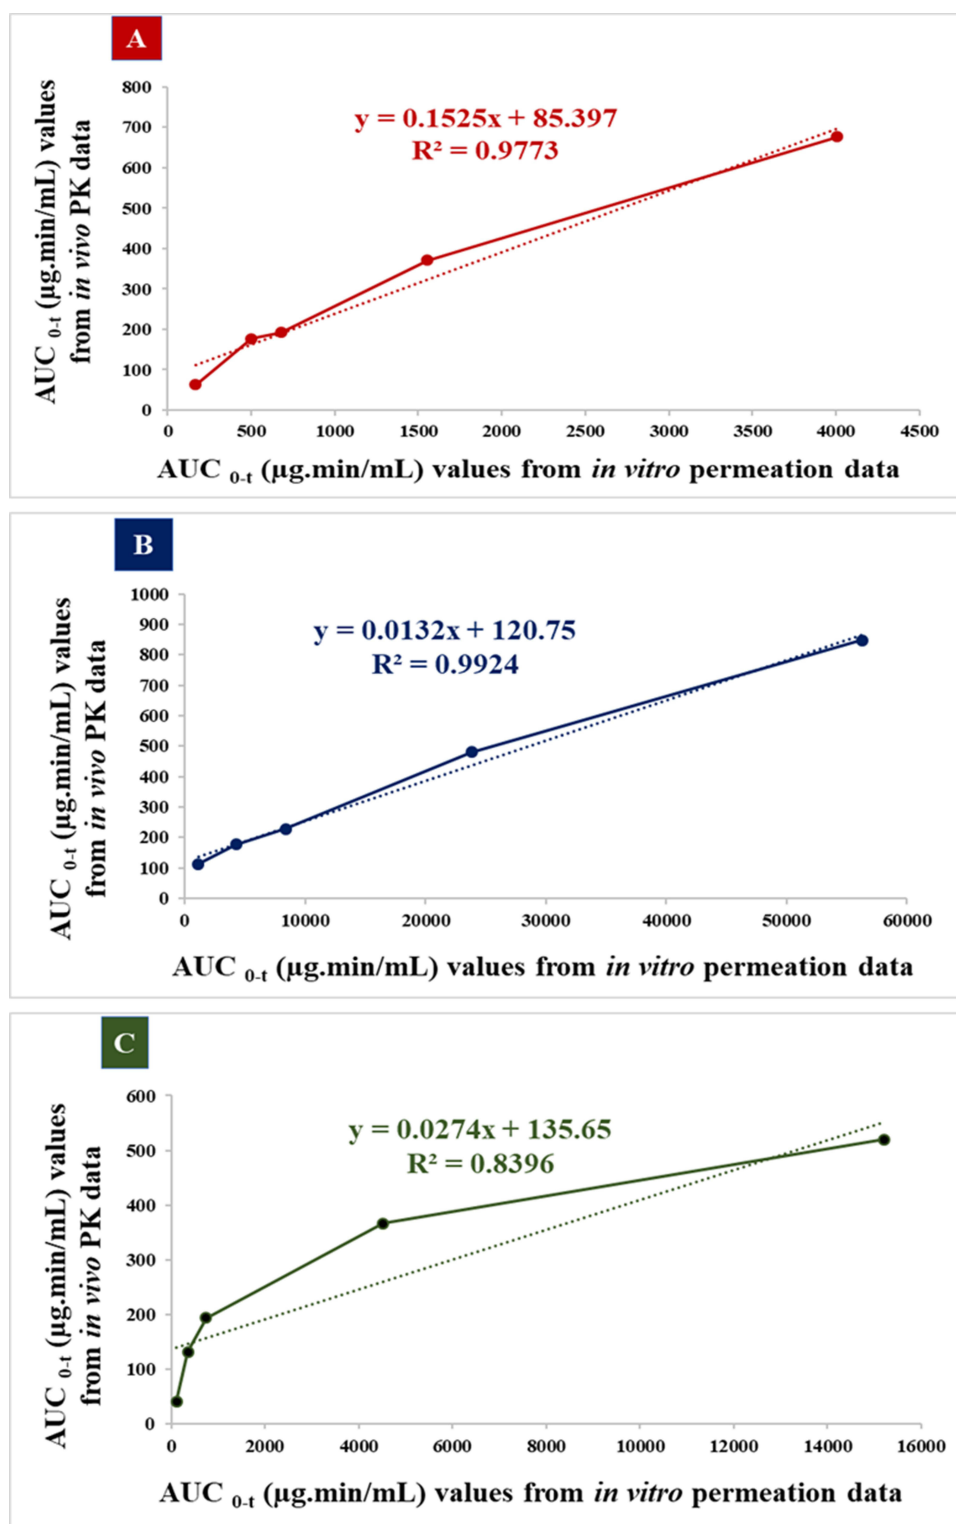 A
y = 0.1525x + 85.397
R² = 0.9773
AUC 0-t (µg.min/mL) values
from in vivo PK data
800
700
600
500
400
300
200
100
0
0 500 1000 1500 2000 2500 3000 3500 4000 4500
AUC 0-t (µg.min/mL) values from in vitro permeation data
B
y = 0.0132x + 120.75
R² = 0.9924
AUC 0-t (µg.min/mL) values
from in vivo PK data
1000
900
800
700
600
500
400
300
200
100
0
0 10000 20000 30000 40000 50000 60000
AUC 0-t (µg.min/mL) values from in vitro permeation data
C
y = 0.0274x + 135.65
R² = 0.8396
AUC 0-t (µg.min/mL) values
from in vivo PK data
600
500
400
300
200
100
0
0 2000 4000 6000 8000 10000 12000 14000 16000
AUC 0-t (µg.min/mL) values from in vitro permeation data